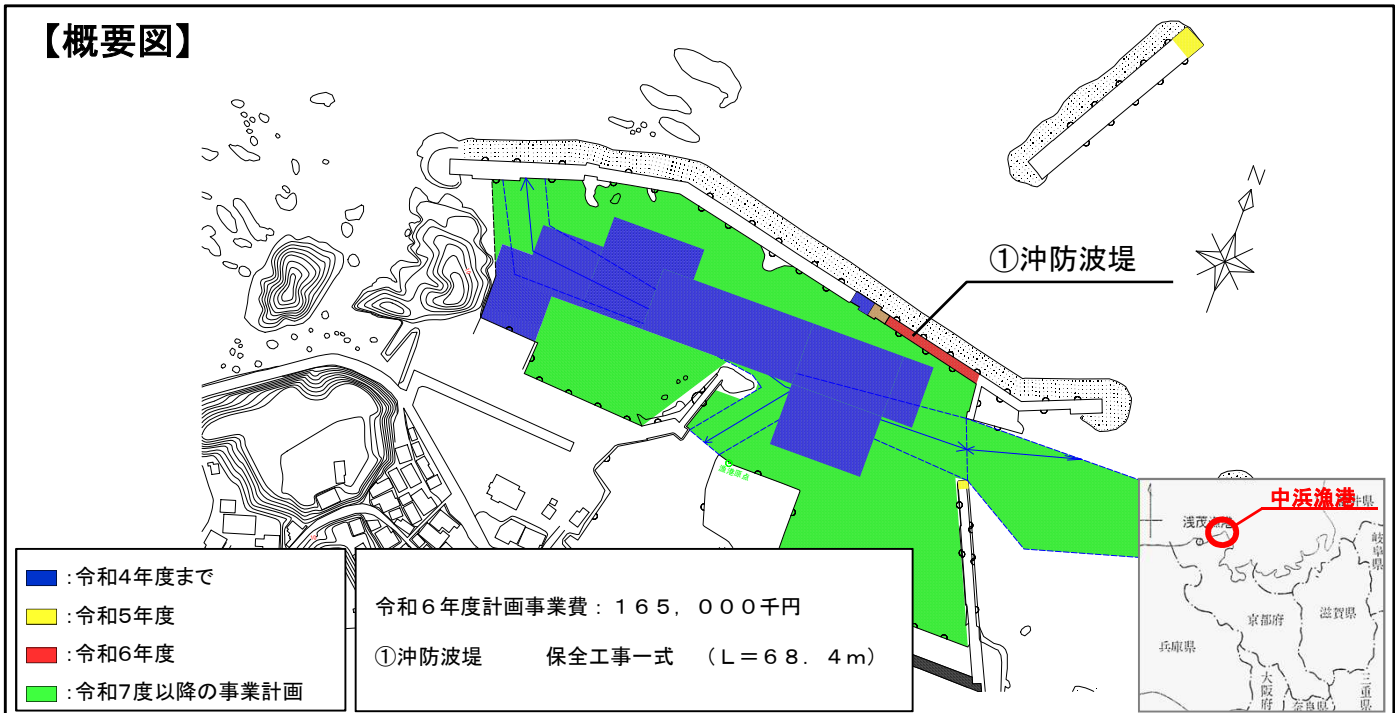 【概要図】
N
①沖防波堤
：令和4年度まで
：令和5年度
：令和6年度
：令和7度以降の事業計画
令和６年度計画事業費：１６５，０００千円
①沖防波堤　保全工事一式　（Ｌ＝６８．４ｍ）
中浜漁港
井県
浅茂漁港
岐阜県
滋賀県
京都府
兵庫県
大阪府
奈良県
三重県